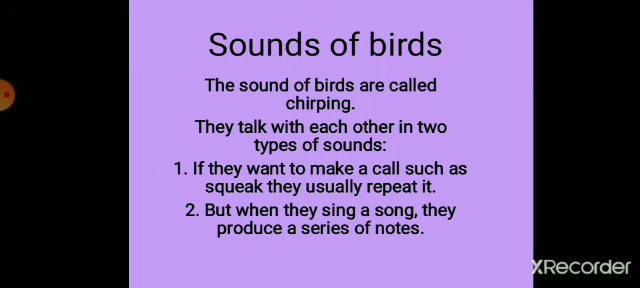 Sounds of birds
The sound of birds are called
chirping.
They talk with each other in two
types of sounds:
1. If they want to make a call such as
squeak they usually repeat it.
2. But when they sing a song, they
produce a series of notes.
XRecorder